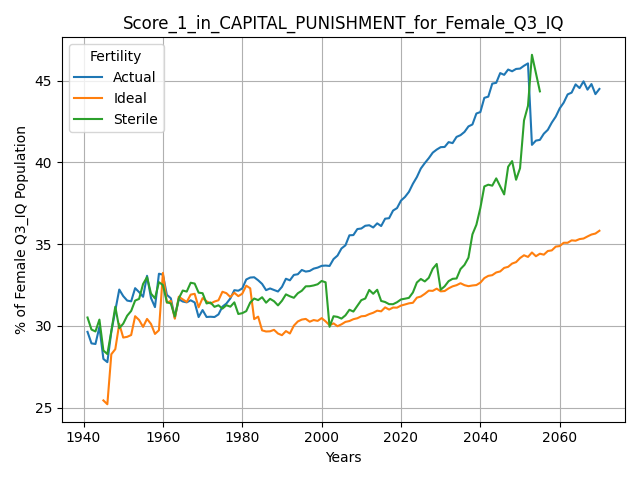 Score_1_in_CAPITAL_PUNISHMENT_for_Female_Q3_IQ
Fertility
Actual
Ideal
Sterile
% of Female Q3_IQ Population
45
40
35
30
25
1940
1960
1980
2000
2020
2040
2060
Years